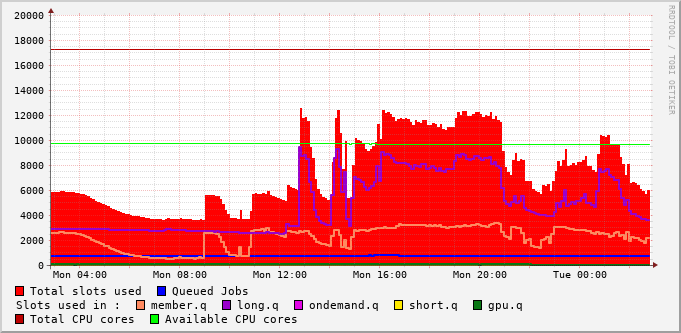 RRDTOOL / TOBI OETIKER
20000
18000
16000
14000
12000
10000
8000
6000
4000
2000
0
Mon 04:00 Mon 08:00 Mon 12:00 Mon 16:00 Mon 20:00 Tue 00:00
Total slots used Queued Jobs
Slots used in : member.q long.q ondemand.q short.q gpu.q
Total CPU cores Available CPU cores